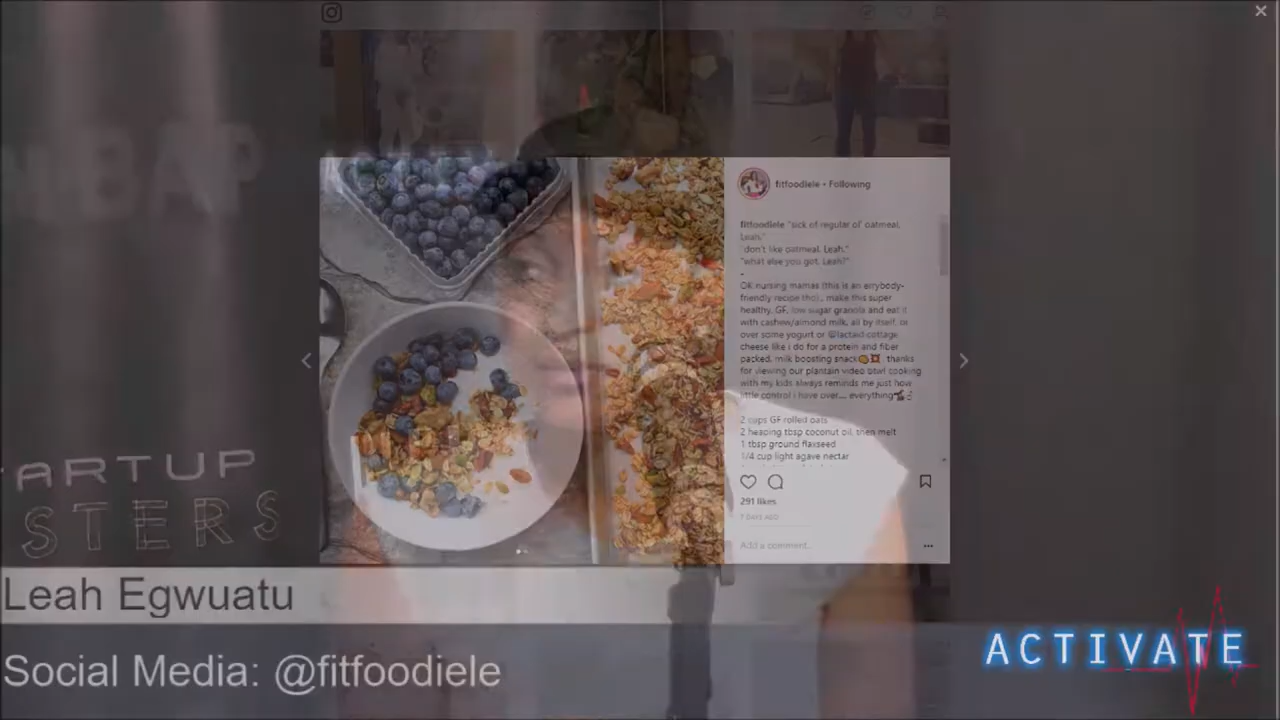 fitfoodiele • Following
fitfoodiele "sick of regular ol' oatmeal,
Leah."
"don't like oatmeal, Leah."
"what else you got, Leah?"
-
OK nursing mamas (this is an errybody-
friendly recipe tho), make this super
healthy, GF, low sugar granola and eat it
with cashew/almond milk, all by itself, or
over some yogurt or @lactaid cottage
cheese like i do for a protein and fiber
packed, milk boosting snack. thanks
for viewing our plantain video btw! cooking
with my kids always reminds me just how
little control i have over.... everything
2 cups GF rolled oats
2 heaping tbsp coconut oil, then melt
1 tbsp ground flaxseed
1/4 cup light agave nectar
291 likes
7 DAYS AGO
Add a comment...
ARTUP
STERS
Leah Egwuatu
Social Media: @fitfoodiele
ACTIVATE